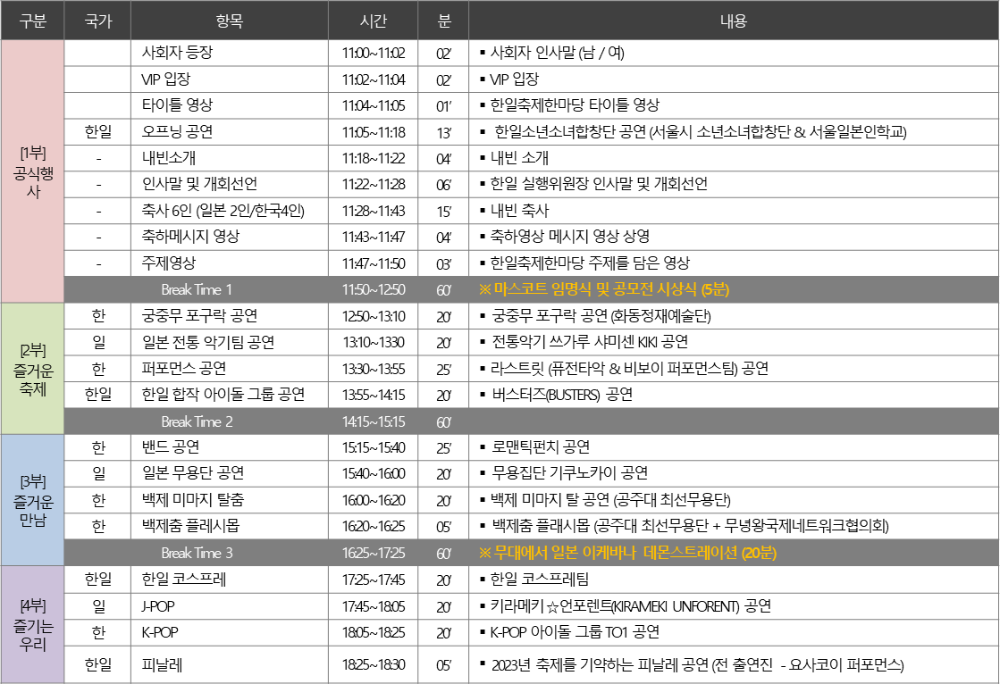 구분 국가 항목 시간 분 내용
[1부] 공식행사
사회자 등장 11:00~11:02 02’ ▪ 사회자 인사말 (남 / 여)
VIP 입장 11:02~11:04 02’ ▪ VIP 입장
타이틀 영상 11:04~11:05 01’ ▪ 한일축제한마당 타이틀 영상
한일 오프닝 공연 11:05~11:18 13’ ▪ 한일소년소녀합창단 공연 (서울시 소년소녀합창단 & 서울일본인학교)
- 내빈소개 11:18~11:22 04’ ▪ 내빈 소개
- 인사말 및 개회선언 11:22~11:28 06’ ▪ 한일 실행위원장 인사말 및 개회선언
- 축사 6인 (일본 2인/한국4인) 11:28~11:43 15’ ▪ 내빈 축사
- 축하메시지 영상 11:43~11:47 04’ ▪ 축하영상 메시지 영상 상영
- 주제영상 11:47~11:50 03’ ▪ 한일축제한마당 주제를 담은 영상
Break Time 1 11:50~12:50 60’ ※ 마스코트 임명식 및 공모전 시상식 (5분)
[2부] 즐거운 축제
한 궁중무 포구락 공연 12:50~13:10 20’ ▪ 궁중무 포구락 공연 (화동정재예술단)
일 일본 전통 악기팀 공연 13:10~1330 20’ ▪ 전통악기 쓰가루 샤미센 KIKI 공연
한 퍼포먼스 공연 13:30~13:55 25’ ▪ 라스트릿 (퓨전타악 & 비보이 퍼포먼스팀) 공연
한일 한일 합작 아이돌 그룹 공연 13:55~14:15 20’ ▪ 버스터즈(BUSTERS) 공연
Break Time 2 14:15~15:15 60’
[3부] 즐거운 만남
한 밴드 공연 15:15~15:40 25’ ▪ 로맨틱펀치 공연
일 일본 무용단 공연 15:40~16:00 20’ ▪ 무용집단 기쿠노카이 공연
한 백제 미마지 탈춤 16:00~16:20 20’ ▪ 백제 미마지 탈 공연 (공주대 최선무용단)
한 백제춤 플래시몹 16:20~16:25 05’ ▪ 백제춤 플래시몹 (공주대 최선무용단 + 무녕왕국제네트워크협의회)
Break Time 3 16:25~17:25 60’ ※ 무대에서 일본 이케바나 데몬스트레이션 (20분)
[4부] 즐기는 우리
한일 한일 코스프레 17:25~17:45 20’ ▪ 한일 코스프레팀
일 J-POP 17:45~18:05 20’ ▪ 키라메키☆언포렌트(KIRAMEKI UNFORENT) 공연
한 K-POP 18:05~18:25 20’ ▪ K-POP 아이돌 그룹 TO1 공연
한일 피날레 18:25~18:30 05’ ▪ 2023년 축제를 기약하는 피날레 공연 (전 출연진 - 요사코이 퍼포먼스)